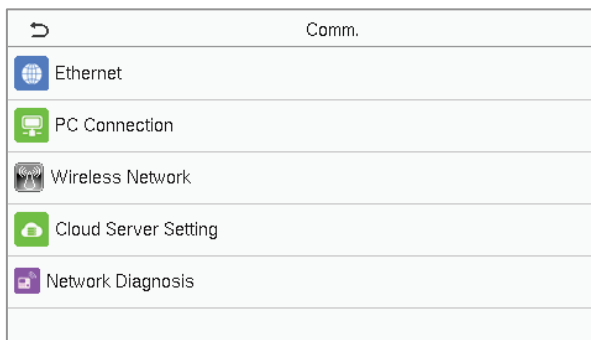 Comm.
Ethernet
PC Connection
Wireless Network
Cloud Server Setting
Network Diagnosis